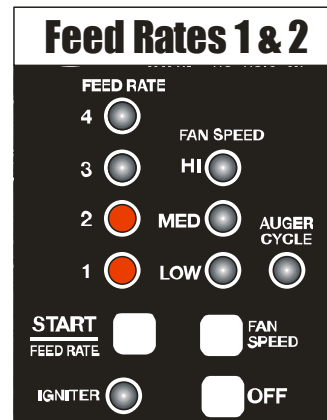 Feed Rates 1 & 2
FEED RATE
4
FAN SPEED
3
HI
2
MED
AUGER
CYCLE
1
LOW
START
FEED RATE
FAN
SPEED
IGNITER
OFF